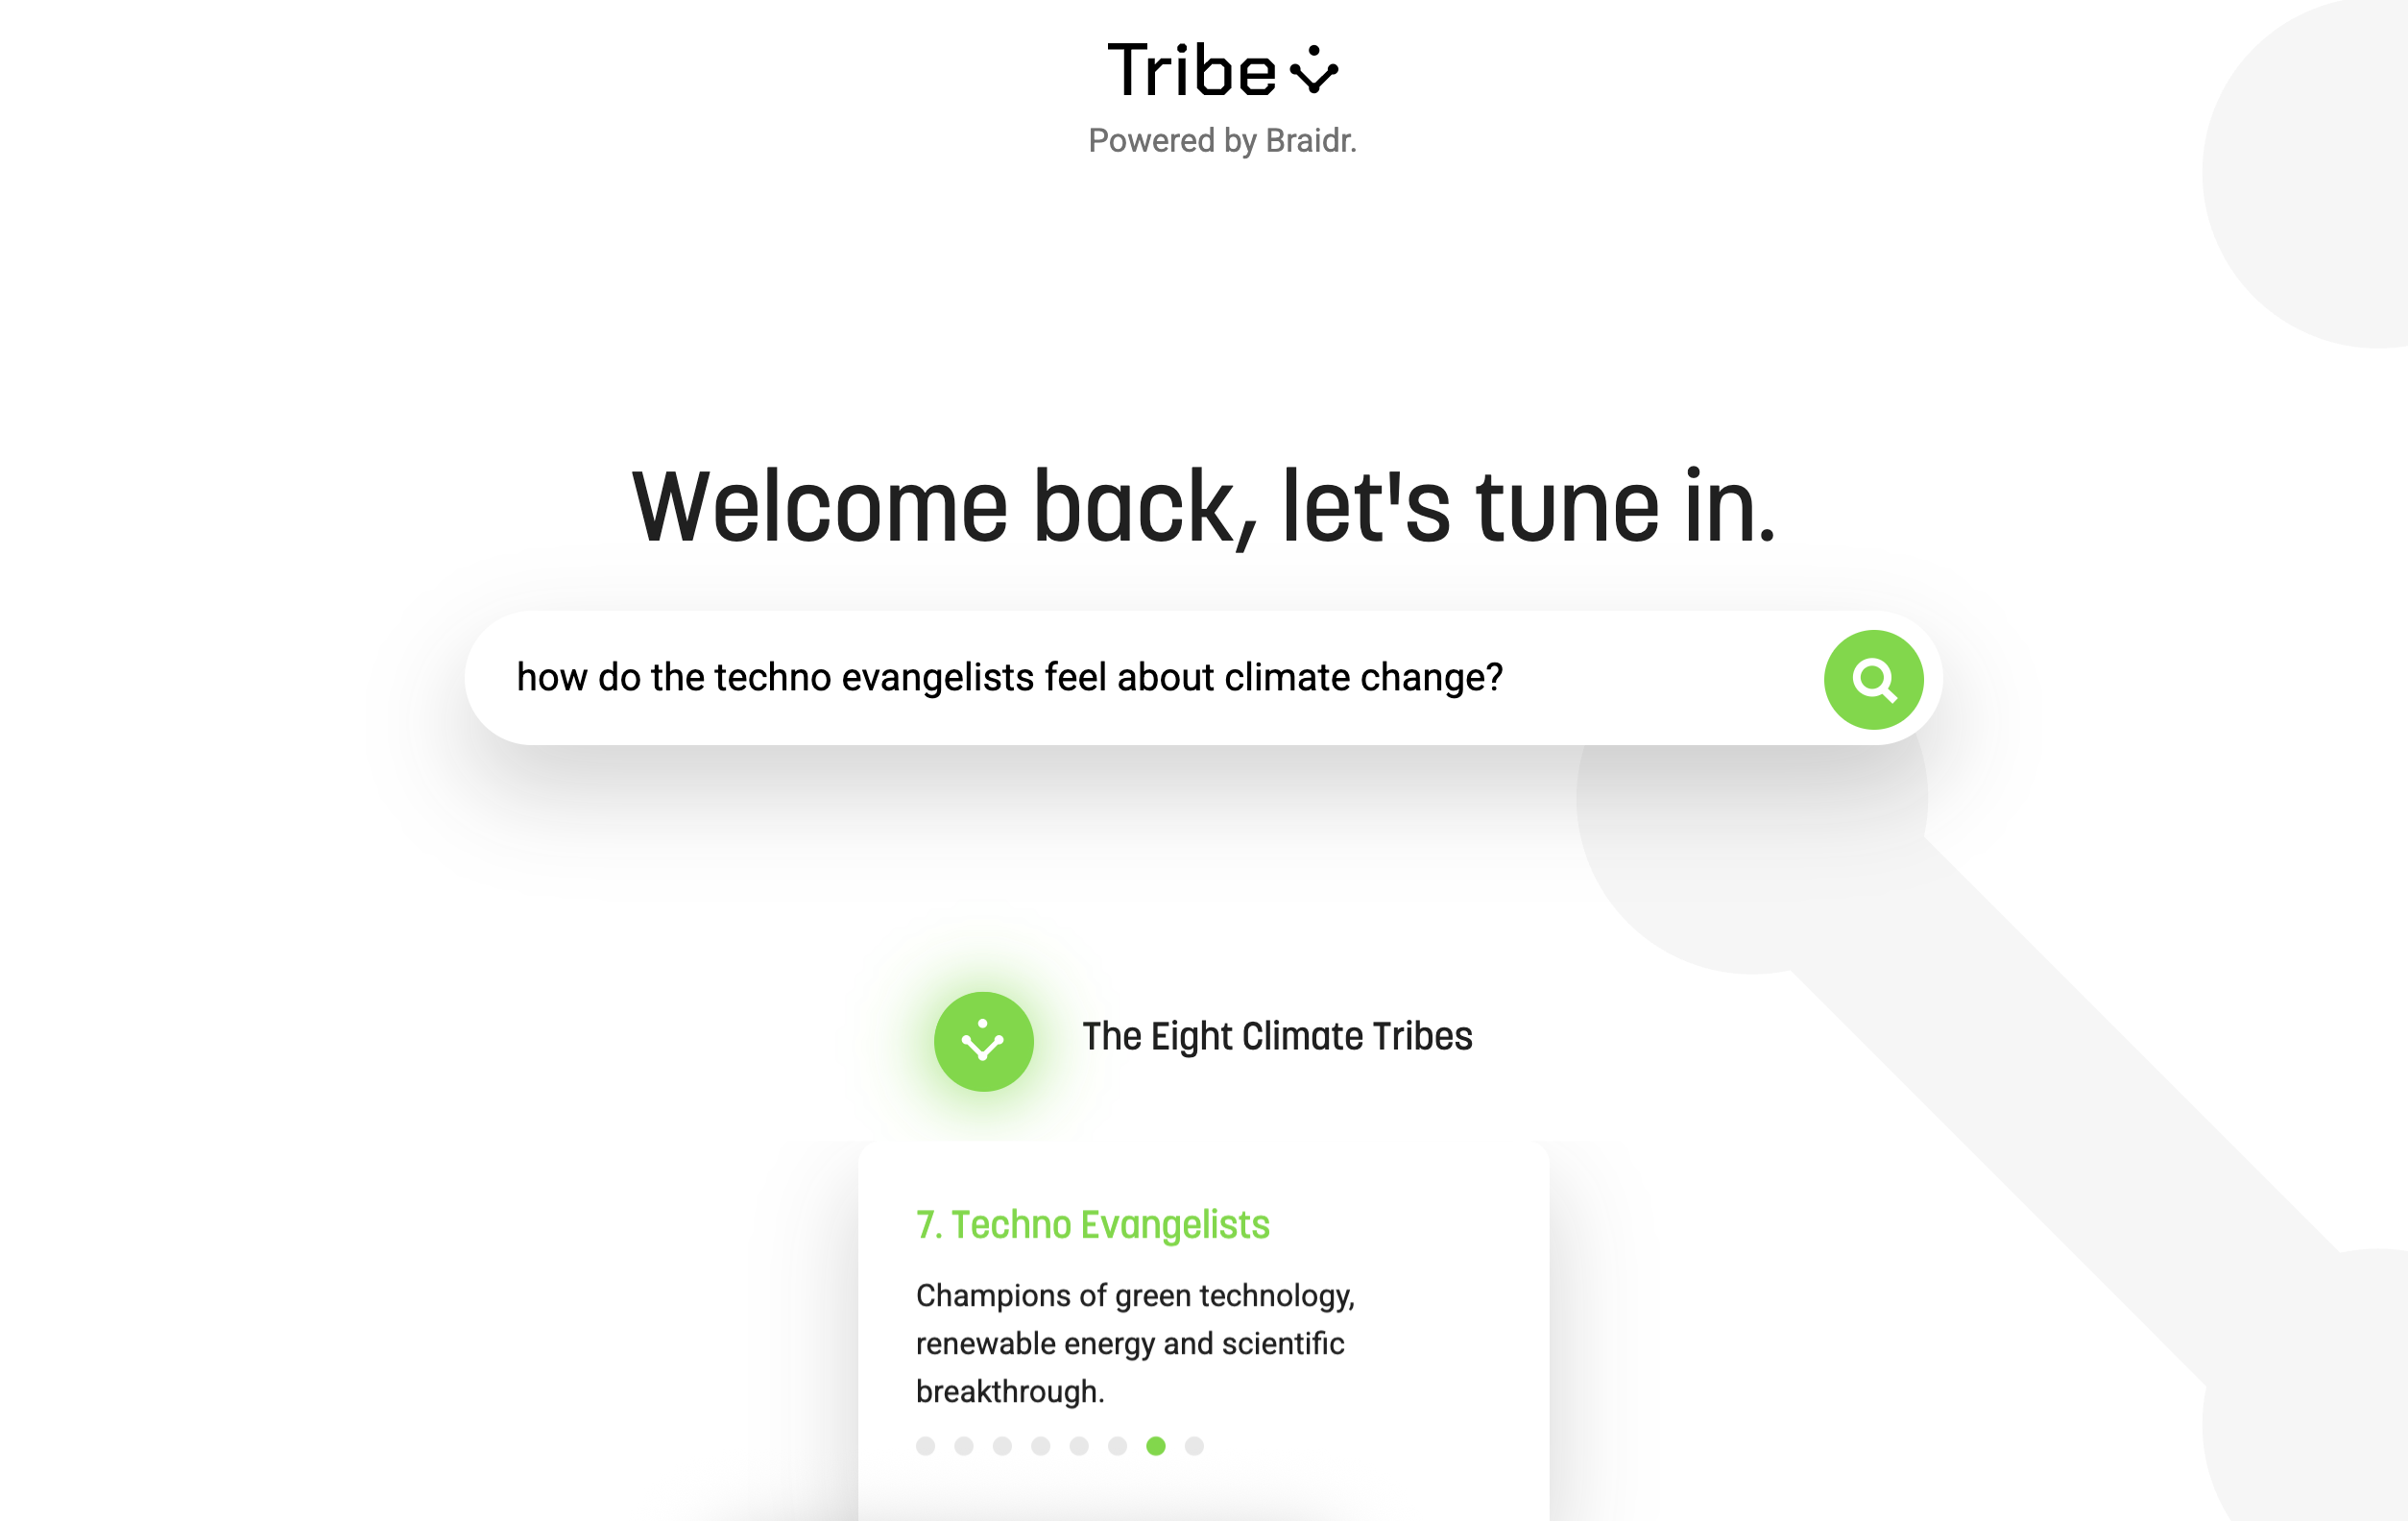 Tribe
Powered by Braidr.
Welcome back, let's tune in.
how do the techno evangelists feel about climate change?
The Eight Climate Tribes
7. Techno Evangelists
Champions of green technology,
renewable energy and scientific
breakthrough.